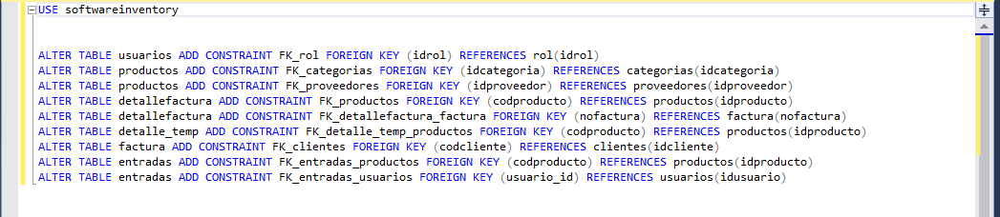 USE softwareinventory
ALTER TABLE usuarios ADD CONSTRAINT FK_rol FOREIGN KEY (idrol) REFERENCES rol(idrol)
ALTER TABLE productos ADD CONSTRAINT FK_categorias FOREIGN KEY (idcategoria) REFERENCES categorias(idcategoria)
ALTER TABLE productos ADD CONSTRAINT FK_proveedores FOREIGN KEY (idproveedor) REFERENCES proveedores(idproveedor)
ALTER TABLE detallefactura ADD CONSTRAINT FK_productos FOREIGN KEY (codproducto) REFERENCES productos(idproducto)
ALTER TABLE detallefactura ADD CONSTRAINT FK_detallefactura_factura FOREIGN KEY (nofactura) REFERENCES factura(nofactura)
ALTER TABLE detalle_temp ADD CONSTRAINT FK_detalle_temp_productos FOREIGN KEY (codproducto) REFERENCES productos(idproducto)
ALTER TABLE factura ADD CONSTRAINT FK_clientes FOREIGN KEY (codcliente) REFERENCES clientes(idcliente)
ALTER TABLE entradas ADD CONSTRAINT FK_entradas_productos FOREIGN KEY (codproducto) REFERENCES productos(idproducto)
ALTER TABLE entradas ADD CONSTRAINT FK_entradas_usuarios FOREIGN KEY (usuario_id) REFERENCES usuarios(idusuario)